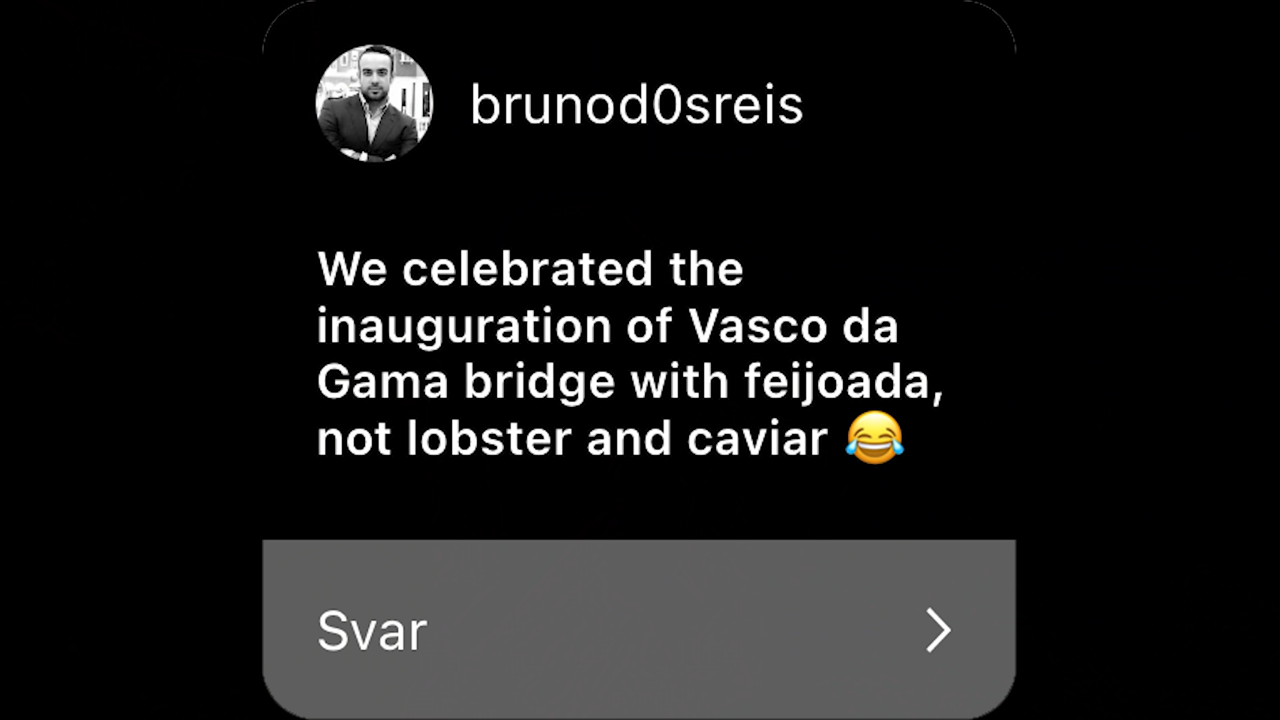 brunod0sreis
We celebrated the
inauguration of Vasco da
Gama bridge with feijoada,
not lobster and caviar 😂
Svar